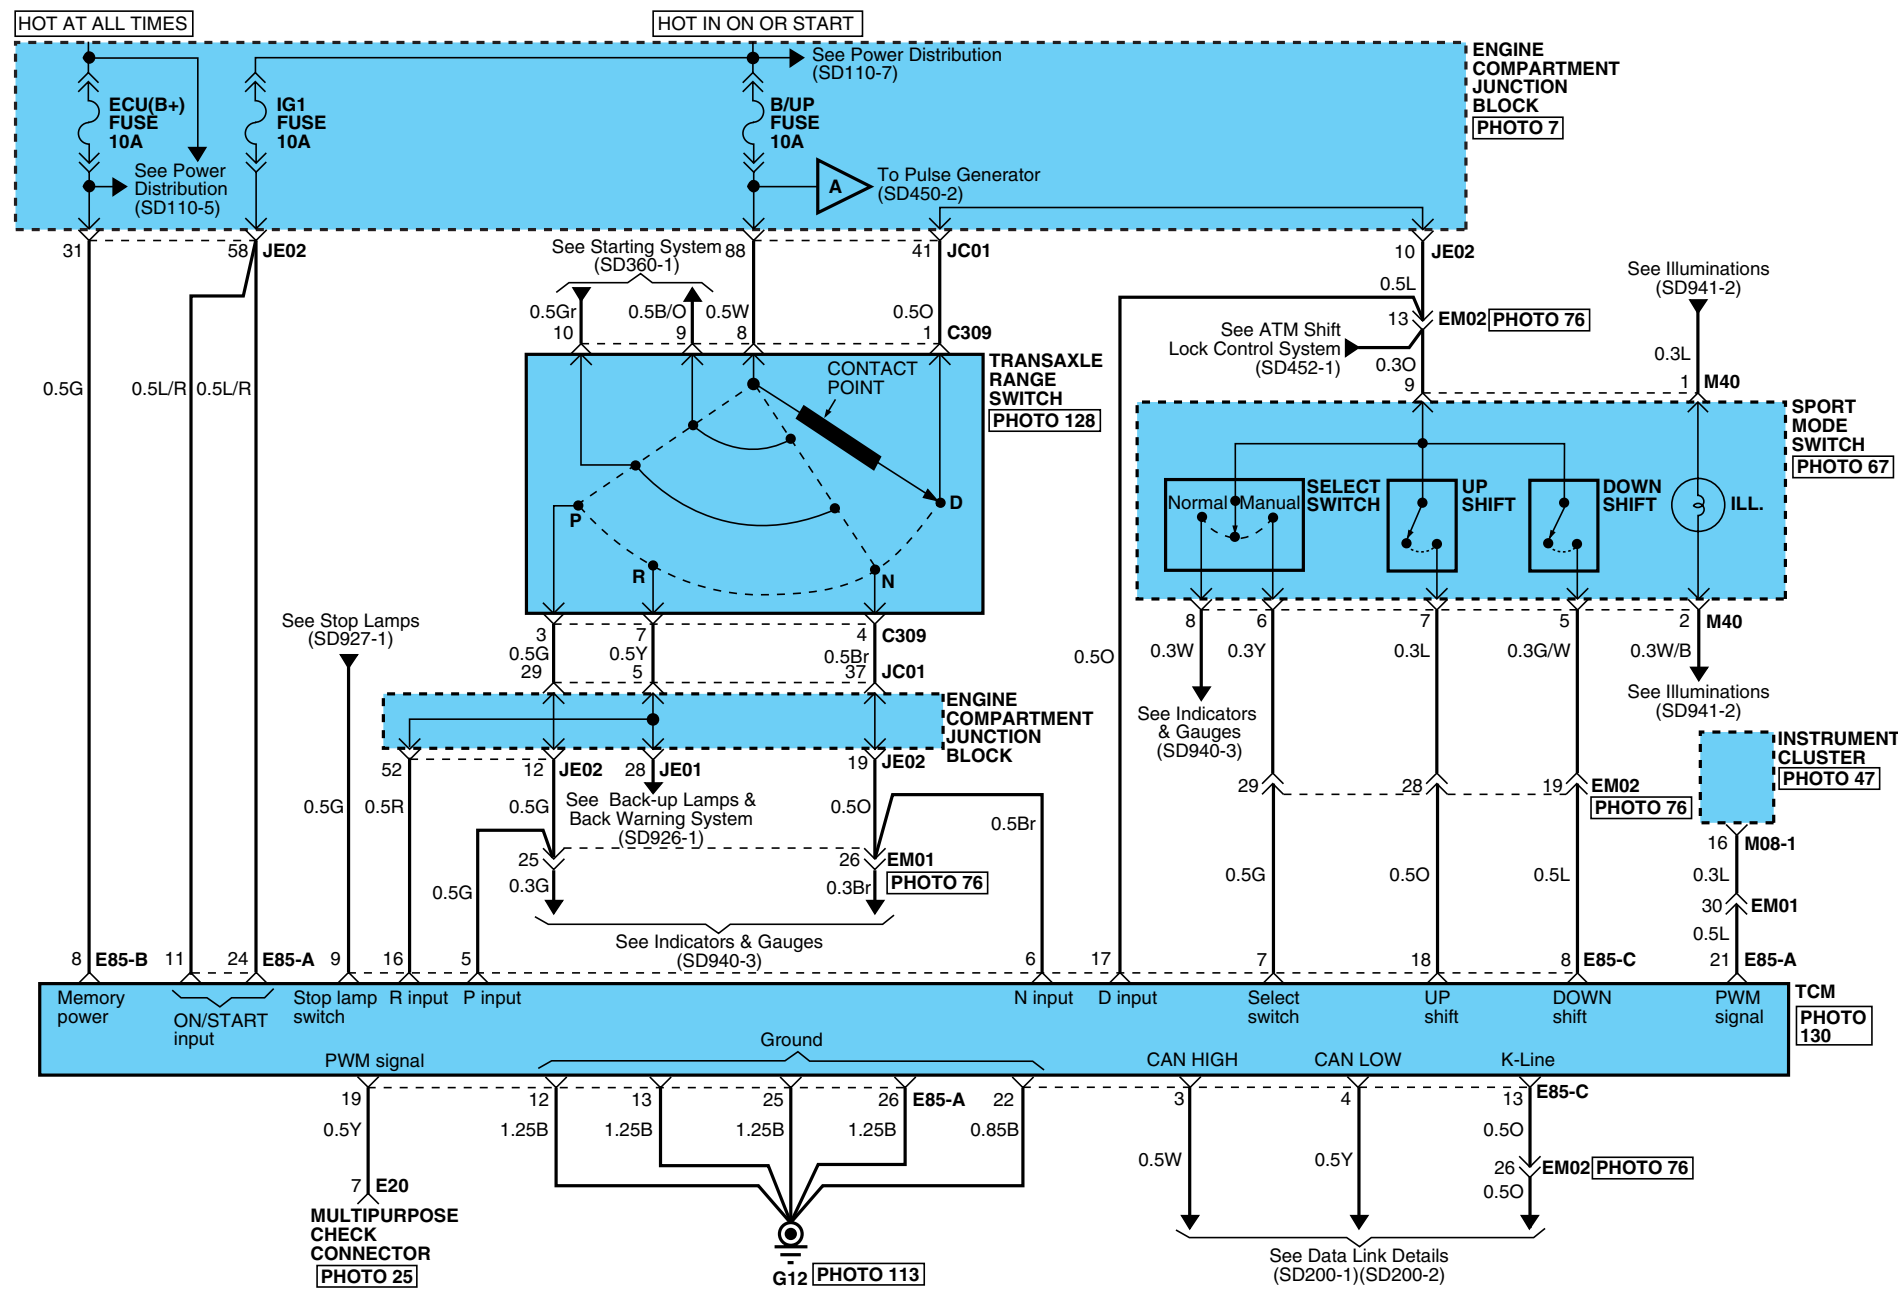 HOT AT ALL TIMES
HOT IN ON OR START
See Power Distribution
(SD110-7)
ENGINE
COMPARTMENT
JUNCTION
BLOCK
PHOTO 7
ECU(B+)
FUSE
10A
IG1
FUSE
10A
B/UP
FUSE
10A
See Power
Distribution
(SD110-5)
A
To Pulse Generator
(SD450-2)
31
58
JE02
See Starting System
(SD360-1)
88
41
JC01
10
JE02
See Illuminations
(SD941-2)
0.5Gr
0.5B/O
0.5W
0.5O
0.5L
10
9
8
1
C309
13
EM02
PHOTO 76
See ATM Shift
Lock Control System
(SD452-1)
0.3O
9
0.3L
1
M40
0.5G
0.5L/R
0.5L/R
CONTACT
POINT
TRANSAXLE
RANGE
SWITCH
PHOTO 128
P
R
N
D
SPORT
MODE
SWITCH
PHOTO 67
Normal
Manual
SELECT
SWITCH
UP
SHIFT
DOWN
SHIFT
ILL.
See Stop Lamps
(SD927-1)
3
7
4
C309
0.5G
0.5Y
0.5Br
29
5
37
JC01
0.5O
8
6
7
5
2
M40
0.3W
0.3Y
0.3L
0.3G/W
0.3W/B
See Indicators
& Gauges
(SD940-3)
See Illuminations
(SD941-2)
ENGINE
COMPARTMENT
JUNCTION
BLOCK
INSTRUMENT
CLUSTER
PHOTO 47
52
12
JE02
28
JE01
19
JE02
29
28
19
EM02
PHOTO 76
0.5G
0.5R
0.5G
See Back-up Lamps &
Back Warning System
(SD926-1)
0.5O
0.5Br
16
M08-1
25
26
EM01
PHOTO 76
0.5G
0.3G
0.3Br
0.5G
0.5O
0.5L
0.3L
30
EM01
0.5L
See Indicators & Gauges
(SD940-3)
8
E85-B
11
24
E85-A
9
16
5
6
17
7
18
8
E85-C
21
E85-A
Memory
power
ON/START
input
Stop lamp
switch
R input
P input
N input
D input
Select
switch
UP
shift
DOWN
shift
PWM
signal
TCM
PHOTO
130
PWM signal
Ground
CAN HIGH
CAN LOW
K-Line
19
12
13
25
26
E85-A
22
3
4
13
E85-C
0.5Y
1.25B
1.25B
1.25B
1.25B
0.85B
0.5W
0.5Y
0.5O
26
EM02
PHOTO 76
0.5O
7
E20
MULTIPURPOSE
CHECK
CONNECTOR
PHOTO 25
G12
PHOTO 113
See Data Link Details
(SD200-1)(SD200-2)